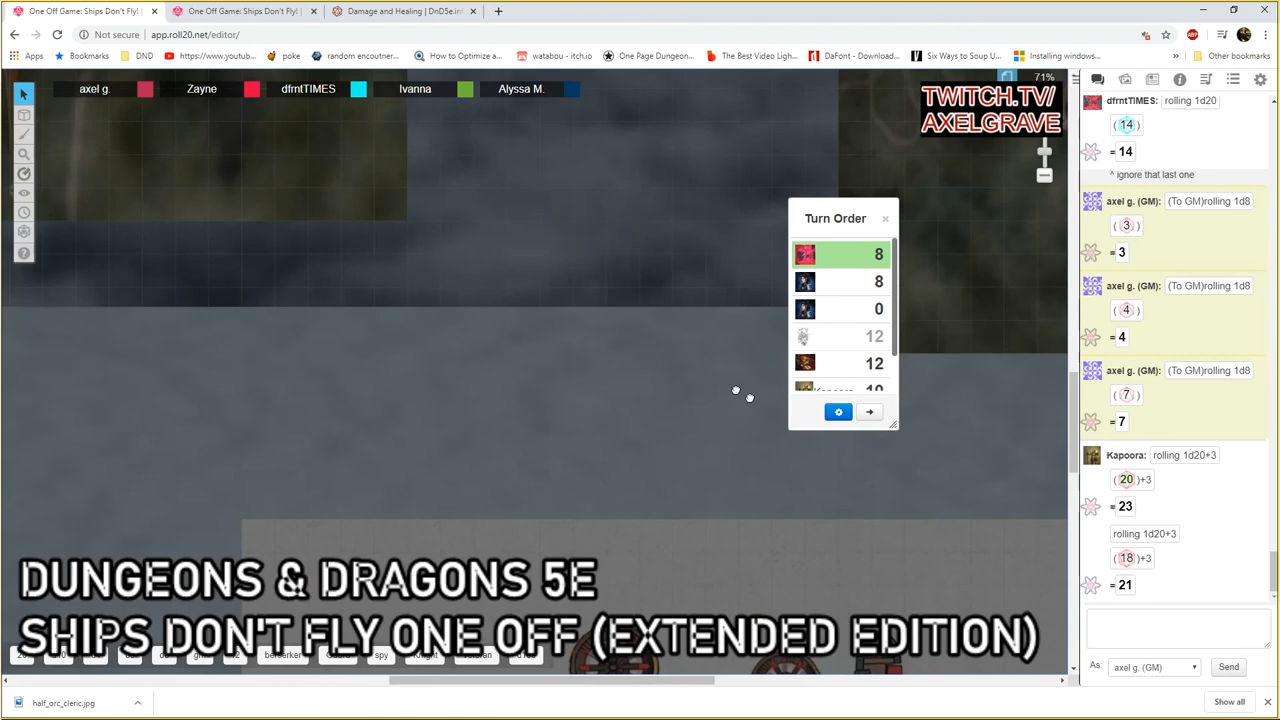 One Off Game: Ships Don't Fly!
One Off Game: Ships Don't Fly!
Damage and Healing | DnD5e.inf
Not secure | app.roll20.net/editor/
Apps
Bookmarks
https://www.youtube...
poke
random encoutner...
How to Optimize a...
watabou - itch.io
One Page Dungeon...
The Best Video Ligh...
DaFont - Download...
Six Ways to Soup U...
Installing windows...
»
Other bookmarks
axel g.
Zayne
dfrntTIMES
Ivanna
Alyssa M.
71%
TWITCH.TV/
AXELGRAVE
Turn Order
8
8
0
12
12
10
dfrntTIMES: rolling 1d20
(14)
= 14
^ ignore that last one
axel g. (GM): (To GM)rolling 1d8
(3)
= 3
axel g. (GM): (To GM)rolling 1d8
(4)
= 4
axel g. (GM): (To GM)rolling 1d8
(7)
= 7
Kapoora: rolling 1d20+3
(20)+3
= 23
rolling 1d20+3
(18)+3
= 21
DUNGEONS & DRAGONS 5E
SHIPS DON'T FLY ONE OFF (EXTENDED EDITION)
berserker
spy
As: axel g. (GM)
Send
half_orc_cleric.jpg
Show all